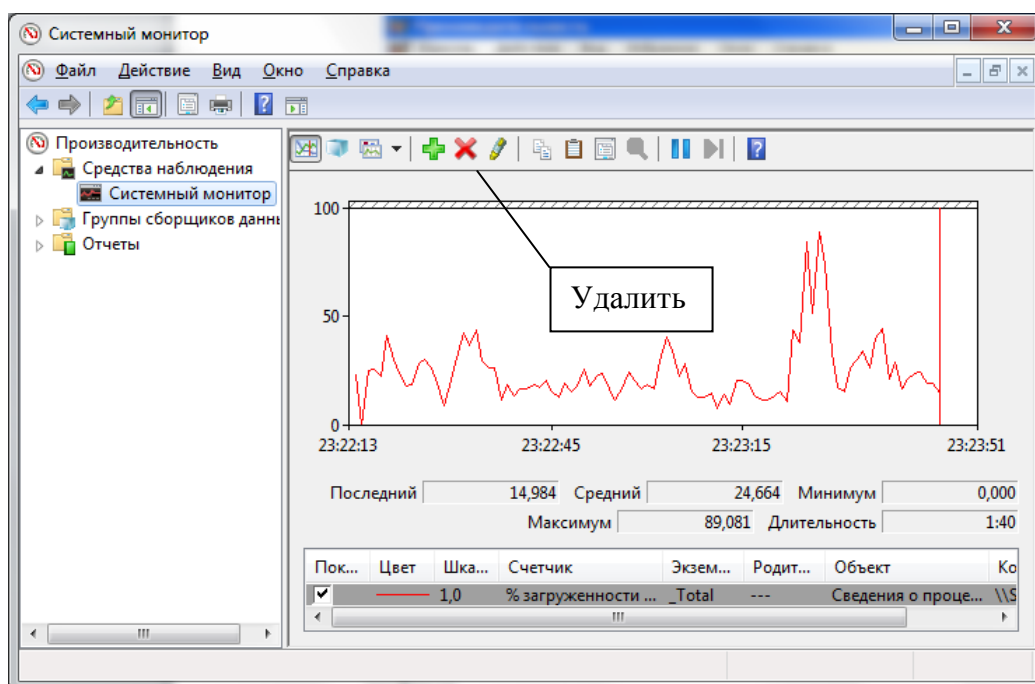 Системный монитор
Файл Действие Вид Окно Справка
Производительность
Средства наблюдения
Системный монитор
Группы сборщиков данн
Отчеты
Удалить
100
50
0
23:22:13 23:22:45 23:23:15 23:23:51
Последний 14,984 Средний 24,664 Минимум 0,000
Максимум 89,081 Длительность 1:40
Пок... Цвет Шка... Счетчик Экзем... Родит... Объект Ко
1,0 % загруженности ... _Total --- Сведения о проце... \\S